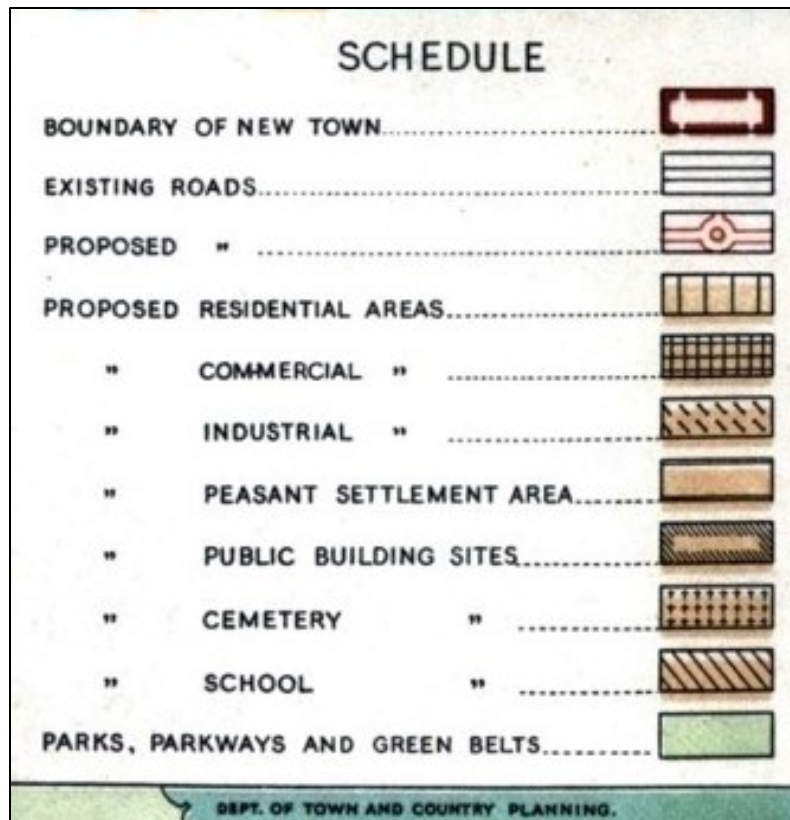 SCHEDULE
BOUNDARY OF NEW TOWN
EXISTING ROADS
PROPOSED "
PROPOSED RESIDENTIAL AREAS
" COMMERCIAL "
" INDUSTRIAL "
" PEASANT SETTLEMENT AREA
" PUBLIC BUILDING SITES
" CEMETERY "
" SCHOOL "
PARKS, PARKWAYS AND GREEN BELTS
DEPT. OF TOWN AND COUNTRY PLANNING.